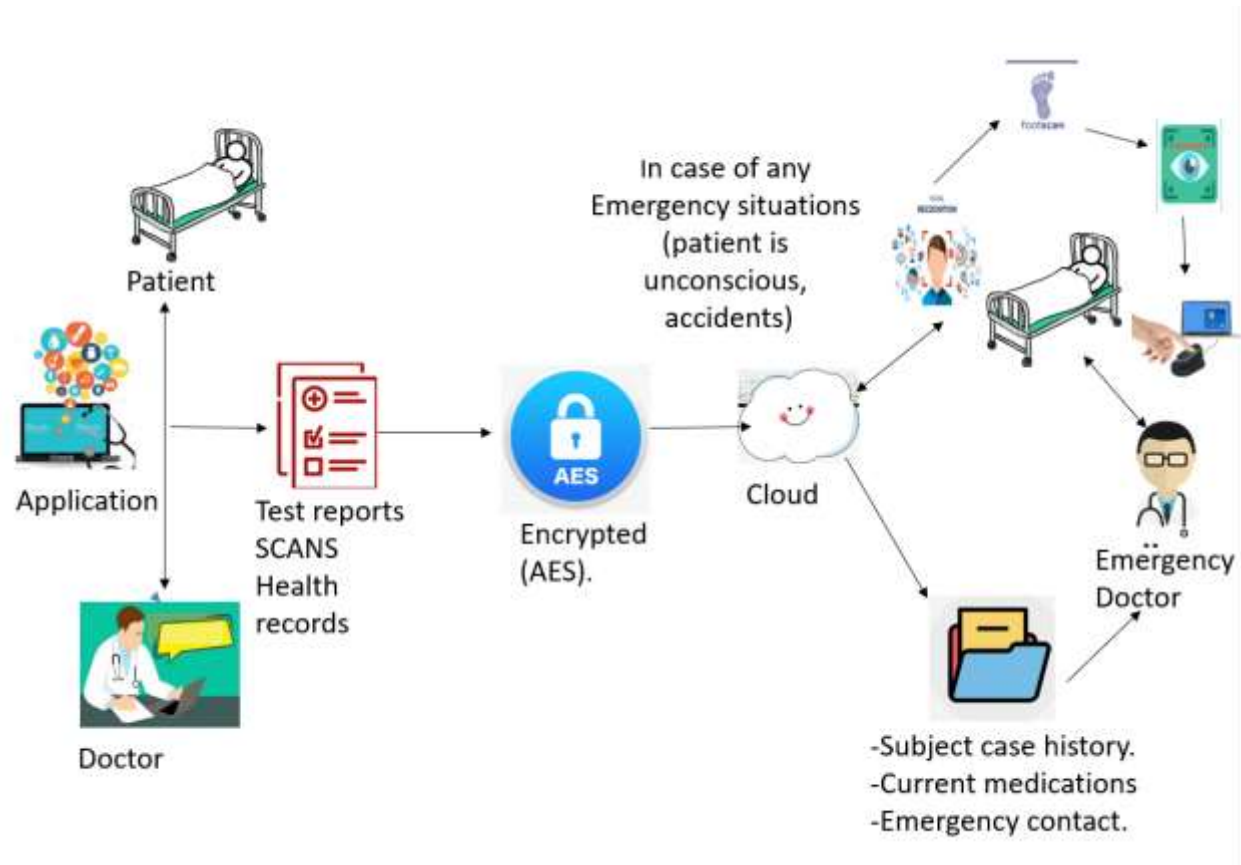 Patient
Application
Doctor
Test reports
SCANS
Health
records
AES
Encrypted
(AES).
In case of any
Emergency situations
(patient is
unconscious,
accidents)
Cloud
RECOGNITION
Emergency
Doctor
-Subject case history.
-Current medications
-Emergency contact.